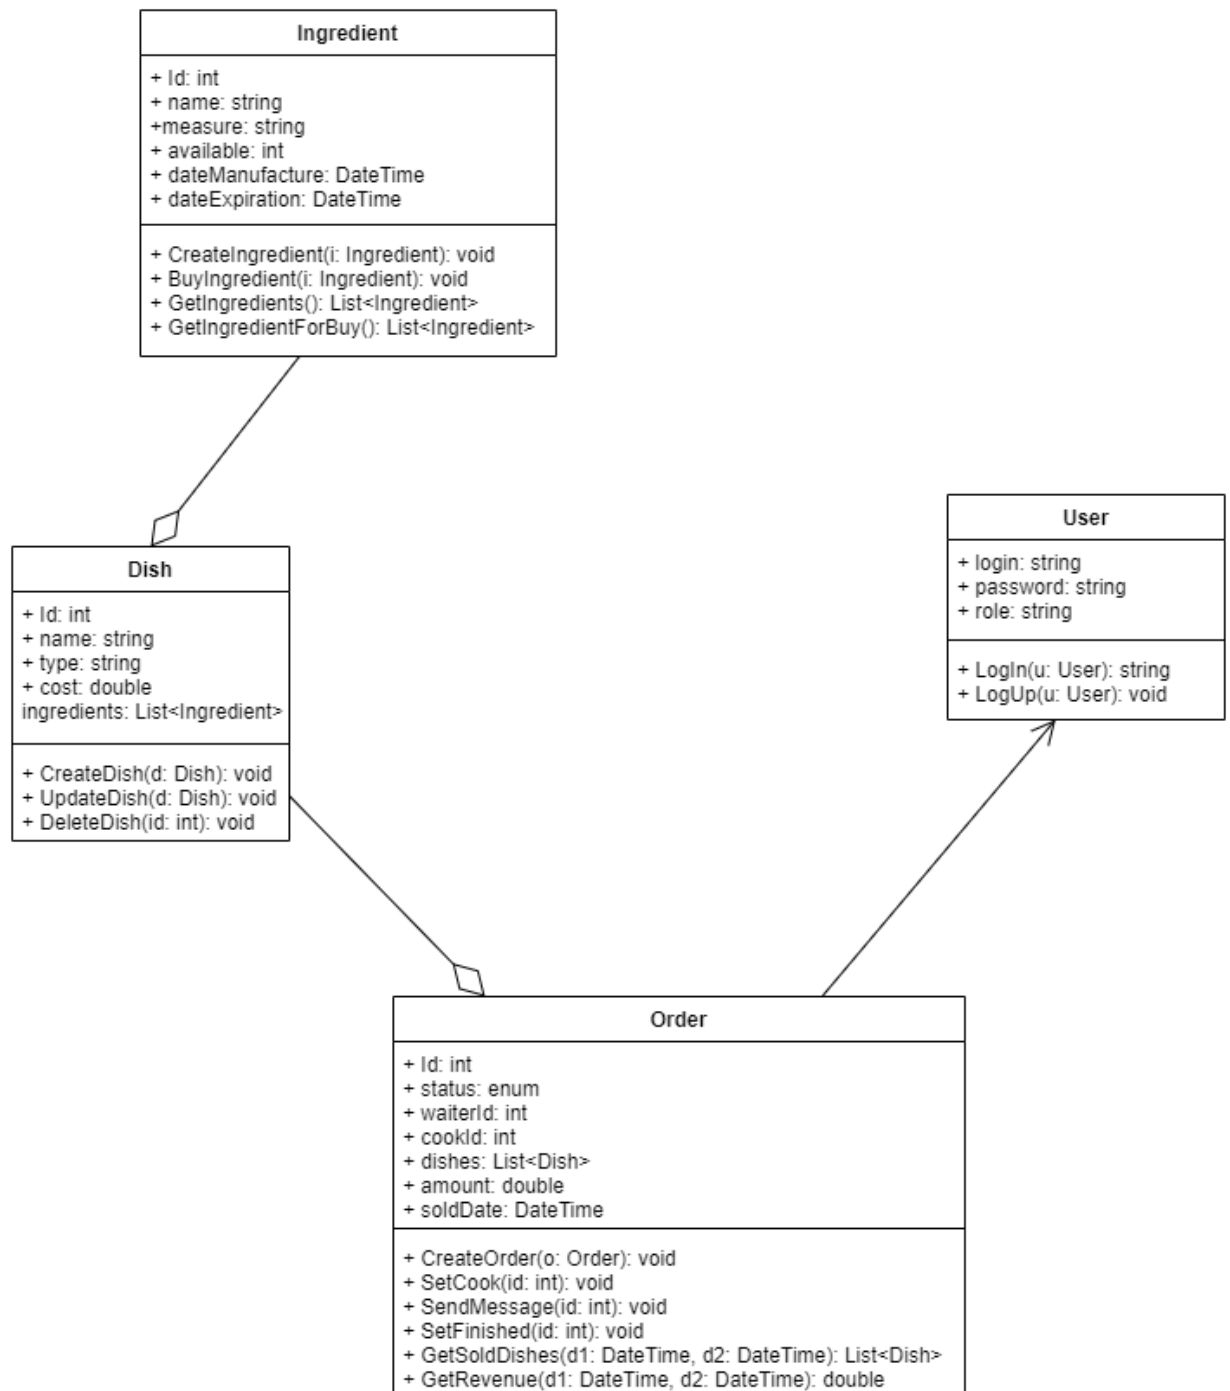 Ingredient
+ Id: int
+ name: string
+measure: string
+ available: int
+ dateManufacture: DateTime
+ dateExpiration: DateTime
+ CreateIngredient(i: Ingredient): void
+ BuyIngredient(i: Ingredient): void
+ GetIngredients(): List<Ingredient>
+ GetIngredientForBuy(): List<Ingredient>
User
+ login: string
+ password: string
+ role: string
+ LogIn(u: User): string
+ LogUp(u: User): void
Dish
+ Id: int
+ name: string
+ type: string
+ cost: double
ingredients: List<Ingredient>
+ CreateDish(d: Dish): void
+ UpdateDish(d: Dish): void
+ DeleteDish(id: int): void
Order
+ Id: int
+ status: enum
+ waiterId: int
+ cookId: int
+ dishes: List<Dish>
+ amount: double
+ soldDate: DateTime
+ CreateOrder(o: Order): void
+ SetCook(id: int): void
+ SendMessage(id: int): void
+ SetFinished(id: int): void
+ GetSoldDishes(d1: DateTime, d2: DateTime): List<Dish>
+ GetRevenue(d1: DateTime, d2: DateTime): double